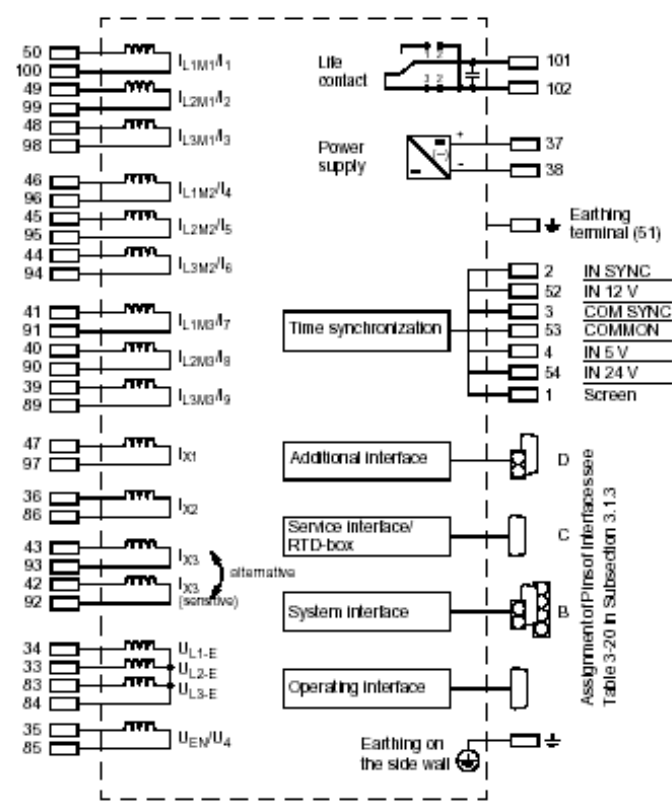 50
100
I L1M1/I1
49
99
I L2M1/I2
48
98
I L3M1/I3
46
96
I L1M2/I4
45
95
I L2M2/I5
44
94
I L3M2/I6
41
91
I L1M3/I7
40
90
I L2M3/I8
39
89
I L3M3/I9
47
97
I X1
36
86
I X2
43
93
I X3
alternative
42
92
I X3
(sensitive)
34
U L1-E
33
U L2-E
83
U L3-E
84
35
85
U EN/U4
Life
contact
1 2
3 2
101
102
Power
supply
+
(–)
-
37
38
Earthing
terminal (51)
Time synchronization
2 IN SYNC
52 IN 12 V
3 COM SYNC
53 COMMON
4 IN 5 V
54 IN 24 V
1 Screen
Additional interface
D
Service interface/
RTD-box
C
System interface
B
Operating interface
Assignment of Pins of Interfaces see
Table 3-20 in Subsection 3.1.3
Earthing on
the side wall